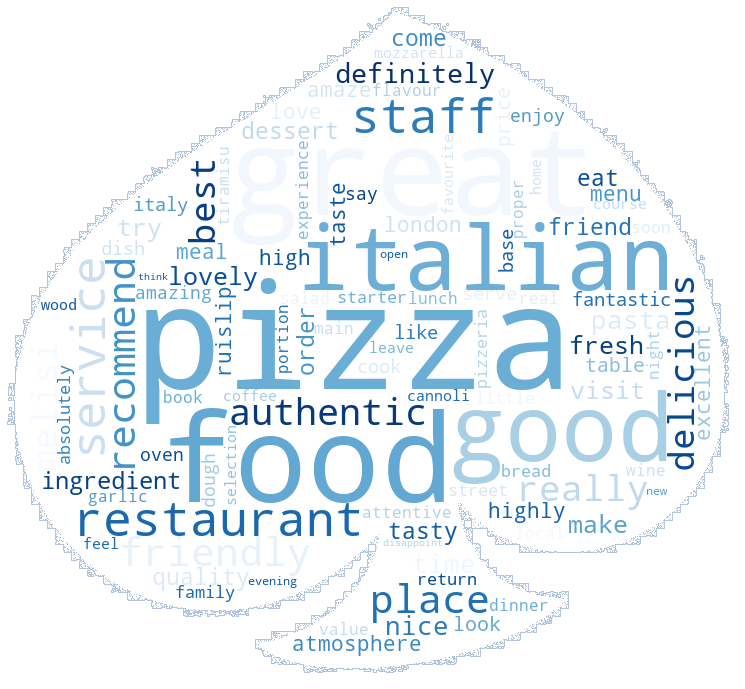 come
mozzarella
definitely
amaze flavour
love
staff
price
enjoy
dessert
great
best
tiramisu
experience
taste
say
favourite
proper
home
eat
menu
course
italy
try
dish
meal
london
friend
soon
high
open
base
italian
think
lovely
amazing
salad
starter
lunch
serve
real
fantastic
wood
service
recommend
ruislip
pizza
portion
order
main
like
leave
cook
pizzeria
pasta
fresh
table
night
excellent
delicious
melisi
absolutely
book
coffee
cannoli
little
visit
authentic
good
food
oven
ingredient
garlic
dough
selection
bread
wine
street
really
new
restaurant
attentive
highly
make
tasty
local
feel
friendly
disappoint
quality
evening
family
time
return
place
dinner
value
nice
look
atmosphere